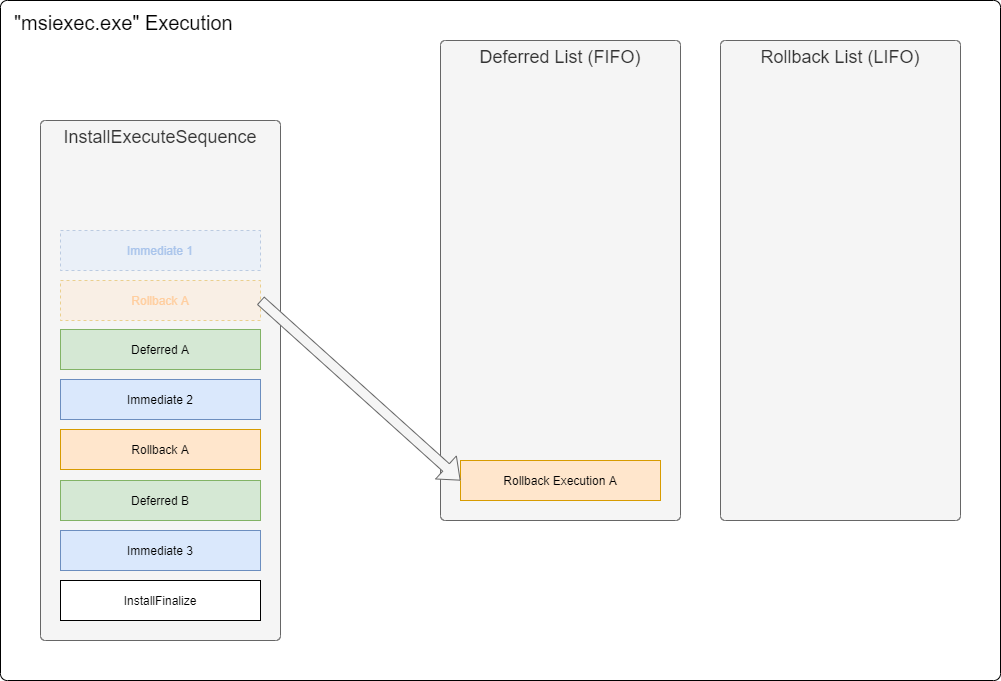 "msiexec.exe" Execution
Deferred List (FIFO)
Rollback List (LIFO)
InstallExecuteSequence
Immediate 1
Rollback A
Deferred A
Immediate 2
Rollback A
Deferred B
Immediate 3
InstallFinalize
Rollback Execution A